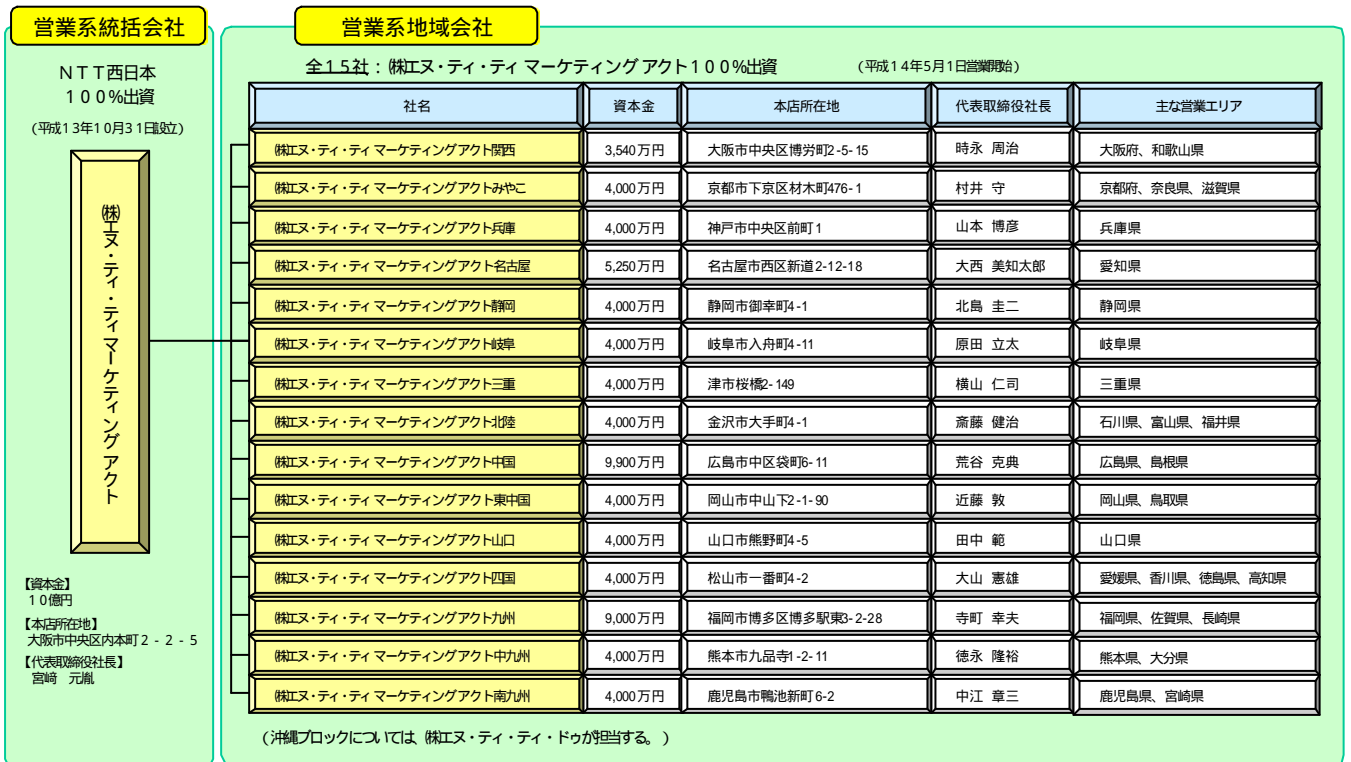 営業系統括会社
NTT西日本
100%出資
(平成13年10月31日設立)
㈱エヌ・ティ・ティ マーケティング アクト
【資本金】
10億円
【本店所在地】
大阪市中央区内本町2-2-5
【代表取締役社長】
宮崎 元胤
営業系地域会社
全15社:㈱エヌ・ティ・ティ マーケティング アクト100%出資 (平成14年5月1日営業開始)
社名 資本金 本店所在地 代表取締役社長 主な営業エリア
㈱エヌ・ティ・ティ マーケティングアクト関西 3,540万円 大阪市中央区博労町2-5-15 時永 周治 大阪府、和歌山県
㈱エヌ・ティ・ティ マーケティングアクトみやこ 4,000万円 京都市下京区材木町476-1 村井 守 京都府、奈良県、滋賀県
㈱エヌ・ティ・ティ マーケティングアクト兵庫 4,000万円 神戸市中央区前町1 山本 博彦 兵庫県
㈱エヌ・ティ・ティ マーケティングアクト名古屋 5,250万円 名古屋市西区新道2-12-18 大西 美知太郎 愛知県
㈱エヌ・ティ・ティ マーケティングアクト静岡 4,000万円 静岡市御幸町4-1 北島 圭二 静岡県
㈱エヌ・ティ・ティ マーケティングアクト岐阜 4,000万円 岐阜市入舟町4-11 原田 立太 岐阜県
㈱エヌ・ティ・ティ マーケティングアクト三重 4,000万円 津市桜橋2-149 横山 仁司 三重県
㈱エヌ・ティ・ティ マーケティングアクト北陸 4,000万円 金沢市大手町4-1 斎藤 健治 石川県、富山県、福井県
㈱エヌ・ティ・ティ マーケティングアクト中国 9,900万円 広島市中区袋町6-11 荒谷 克典 広島県、島根県
㈱エヌ・ティ・ティ マーケティングアクト東中国 4,000万円 岡山市中山下2-1-90 近藤 敦 岡山県、鳥取県
㈱エヌ・ティ・ティ マーケティングアクト山口 4,000万円 山口市熊野町4-5 田中 範 山口県
㈱エヌ・ティ・ティ マーケティングアクト四国 4,000万円 松山市一番町4-2 大山 憲雄 愛媛県、香川県、徳島県、高知県
㈱エヌ・ティ・ティ マーケティングアクト九州 9,000万円 福岡市博多区博多駅東3-2-28 寺町 幸夫 福岡県、佐賀県、長崎県
㈱エヌ・ティ・ティ マーケティングアクト中九州 4,000万円 熊本市九品寺1-2-11 徳永 隆裕 熊本県、大分県
㈱エヌ・ティ・ティ マーケティングアクト南九州 4,000万円 鹿児島市鴨池新町6-2 中江 章三 鹿児島県、宮崎県
(沖縄ブロックについては、㈱エヌ・ティ・ティ・ドゥが担当する。)